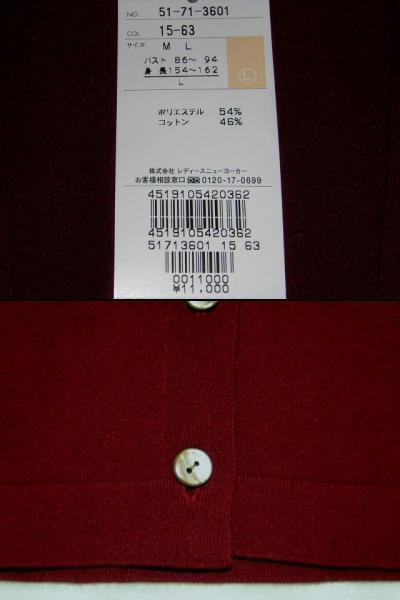 NO. 51-71-3601
COL. 15-63
サイズ M L
バスト 86～ 94
身 長 154～162
L
L
ポリエステル 54%
コットン 46%
株式会社 レディースニューヨーカー
お客様相談窓口 0120-17-0699
4519105420362
4519105420362
51713601 15 63
0011000
¥11,000